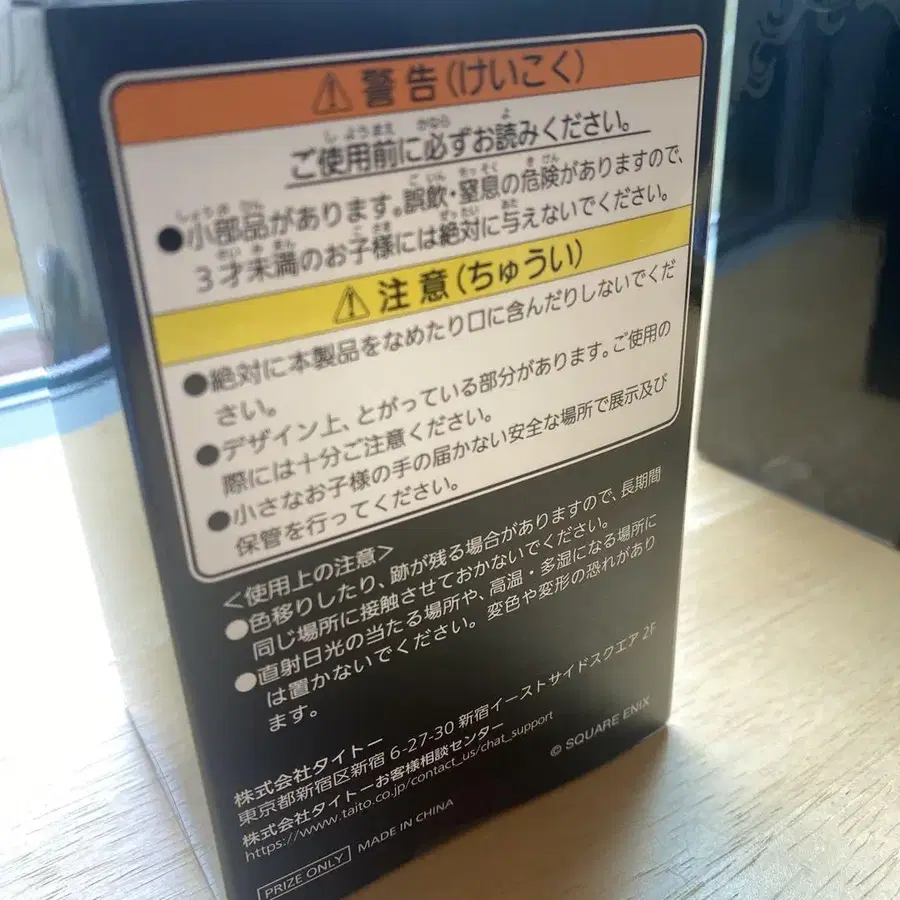 ⚠警告(けいこく)
ご使用前に必ずお読みください。
●小部品があります。誤飲・窒息の危険がありますので、
3才未満のお子様には絶対に与えないでください。
⚠注意(ちゅうい)
●絶対に本製品をなめたり口に含んだりしないでくだ
さい。
●デザイン上、とがっている部分があります。ご使用の
際には十分ご注意ください。
●小さなお子様の手の届かない安全な場所で展示及び
保管を行ってください。
<使用上の注意>
●色移りしたり、跡が残る場合がありますので、長期間
同じ場所に接触させておかないでください。
●直射日光の当たる場所や、高温・多湿になる場所に
は置かないでください。変色や変形の恐れがあり
ます。
株式会社タイトー
東京都新宿区新宿 6-27-30 新宿イーストサイドスクエア 2F
株式会社タイトーお客様相談センター
https://www.taito.co.jp/contact_us/chat_support
© SQUARE ENIX
PRIZE ONLY MADE IN CHINA